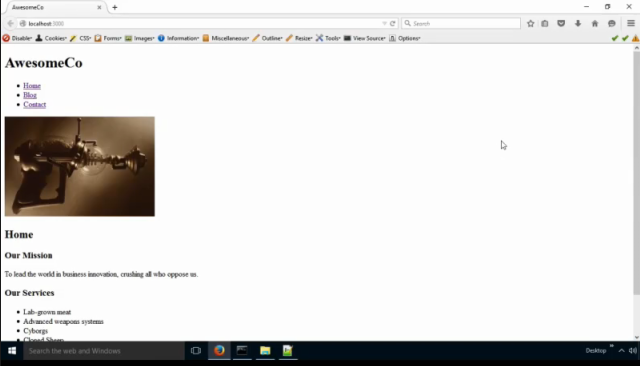 AwesomeCo
localhost:3000
Search
Disable Cookies CSS Forms Images Information Miscellaneous Outline Resize Tools View Source Options
AwesomeCo
Home
Blog
Contact
Home
Our Mission
To lead the world in business innovation, crushing all who oppose us.
Our Services
Lab-grown meat
Advanced weapons systems
Cyborgs
Cloned Sheep
Search the web and Windows
Desktop